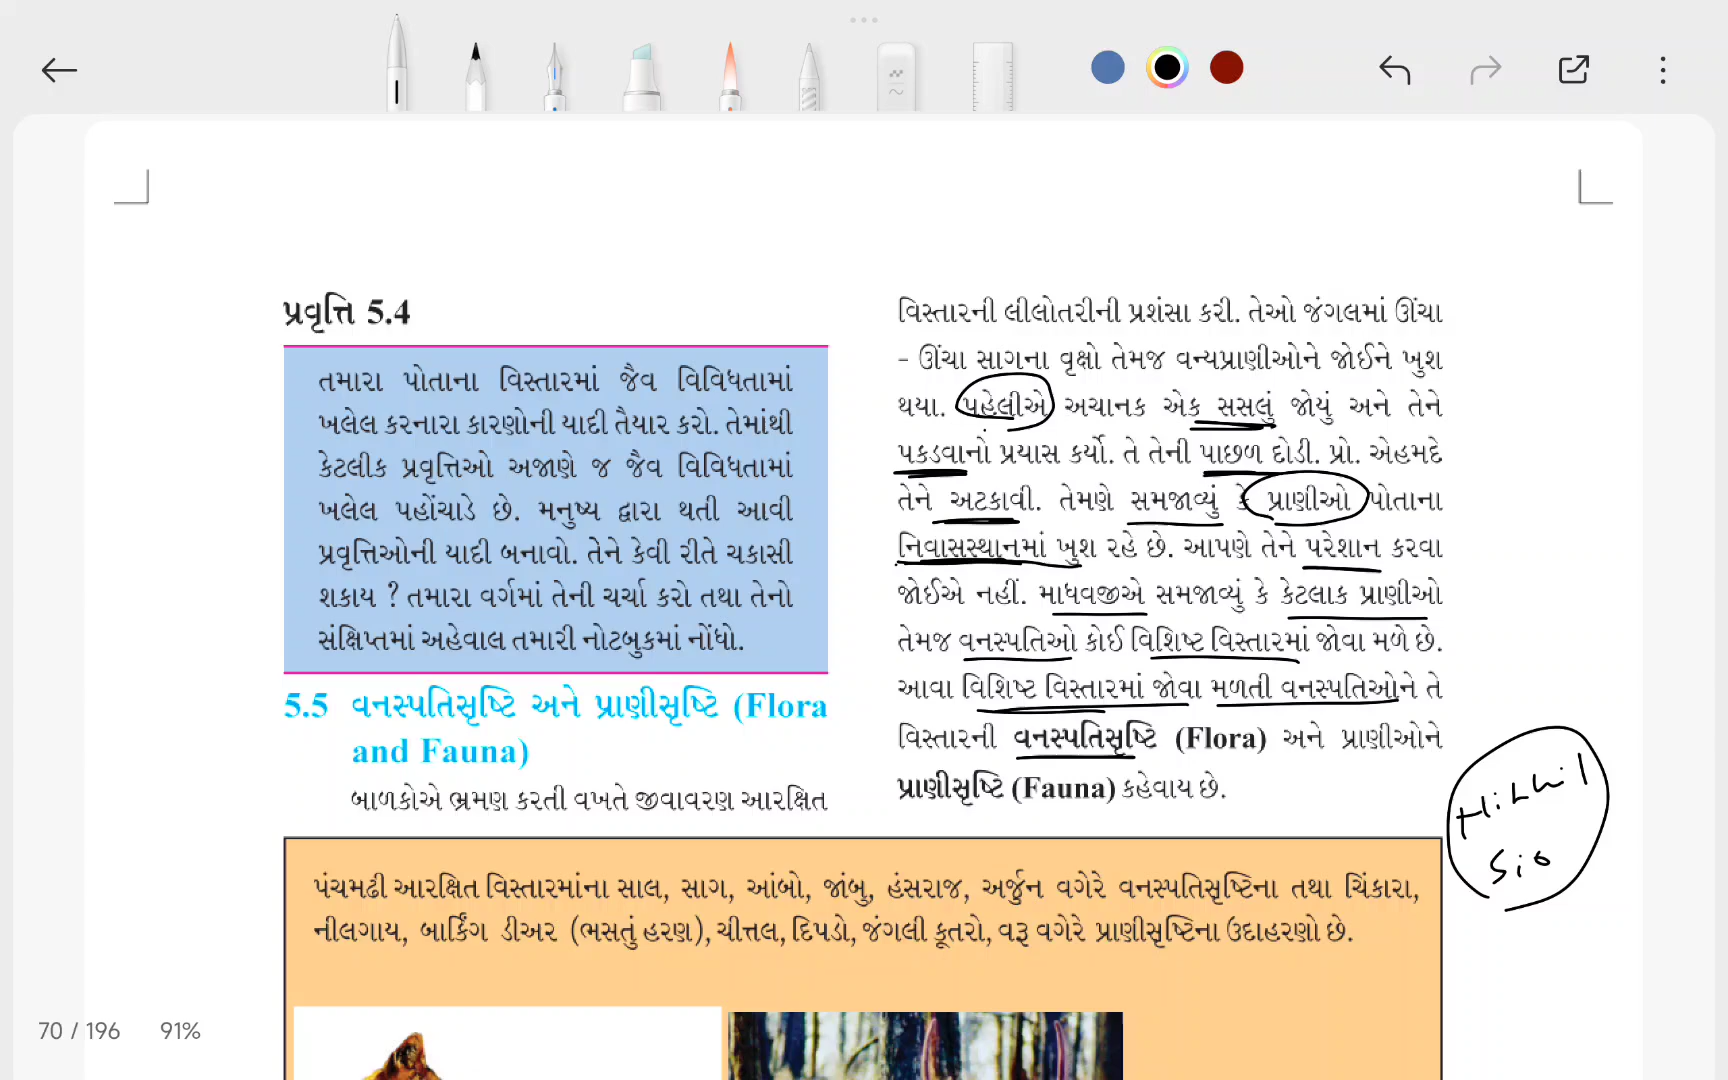 પ્રવૃત્તિ 5.4
તમારા પોતાના વિસ્તારમાં જૈવ વિવિધતામાં
ખલેલ કરનારા કારણોની યાદી તૈયાર કરો. તેમાંથી
કેટલીક પ્રવૃત્તિઓ અજાણે જ જૈવ વિવિધતામાં
ખલેલ પહોંચાડે છે. મનુષ્ય દ્વારા થતી આવી
પ્રવૃત્તિઓની યાદી બનાવો. તેને કેવી રીતે ચકાસી
શકાય ? તમારા વર્ગમાં તેની ચર્ચા કરો તથા તેનો
સંક્ષિપ્તમાં અહેવાલ તમારી નોટબુકમાં નોંધો.
5.5 વનસ્પતિસૃષ્ટિ અને પ્રાણીસૃષ્ટિ (Flora
and Fauna)
બાળકોએ ભ્રમણ કરતી વખતે જીવાવરણ આરક્ષિત
વિસ્તારની લીલોતરીની પ્રશંસા કરી. તેઓ જંગલમાં ઊંચા
- ઊંચા સાગના વૃક્ષો તેમજ વન્યપ્રાણીઓને જોઈને ખુશ
થયા. પહેલીએ અચાનક એક સસલું જોયું અને તેને
પકડવાનો પ્રયાસ કર્યો. તે તેની પાછળ દોડી. પ્રો. એહમદે
તેને અટકાવી. તેમણે સમજાવ્યું કે પ્રાણીઓ પોતાના
નિવાસસ્થાનમાં ખુશ રહે છે. આપણે તેને પરેશાન કરવા
જોઈએ નહીં. માધવજીએ સમજાવ્યું કે કેટલાક પ્રાણીઓ
તેમજ વનસ્પતિઓ કોઈ વિશિષ્ટ વિસ્તારમાં જોવા મળે છે.
આવા વિશિષ્ટ વિસ્તારમાં જોવા મળતી વનસ્પતિઓને તે
વિસ્તારની વનસ્પતિસૃષ્ટિ (Flora) અને પ્રાણીઓને
પ્રાણીસૃષ્ટિ (Fauna) કહેવાય છે.
પંચમઢી આરક્ષિત વિસ્તારમાંના સાલ, સાગ, આંબો, જાંબુ, હંસરાજ, અર્જુન વગેરે વનસ્પતિસૃષ્ટિના તથા ચિંકારા,
નીલગાય, બાર્કિંગ ડીઅર (ભસતું હરણ), ચીત્તલ, દિપડો, જંગલી કૂતરો, વરૂ વગેરે પ્રાણીસૃષ્ટિના ઉદાહરણો છે.
70 / 196 91%